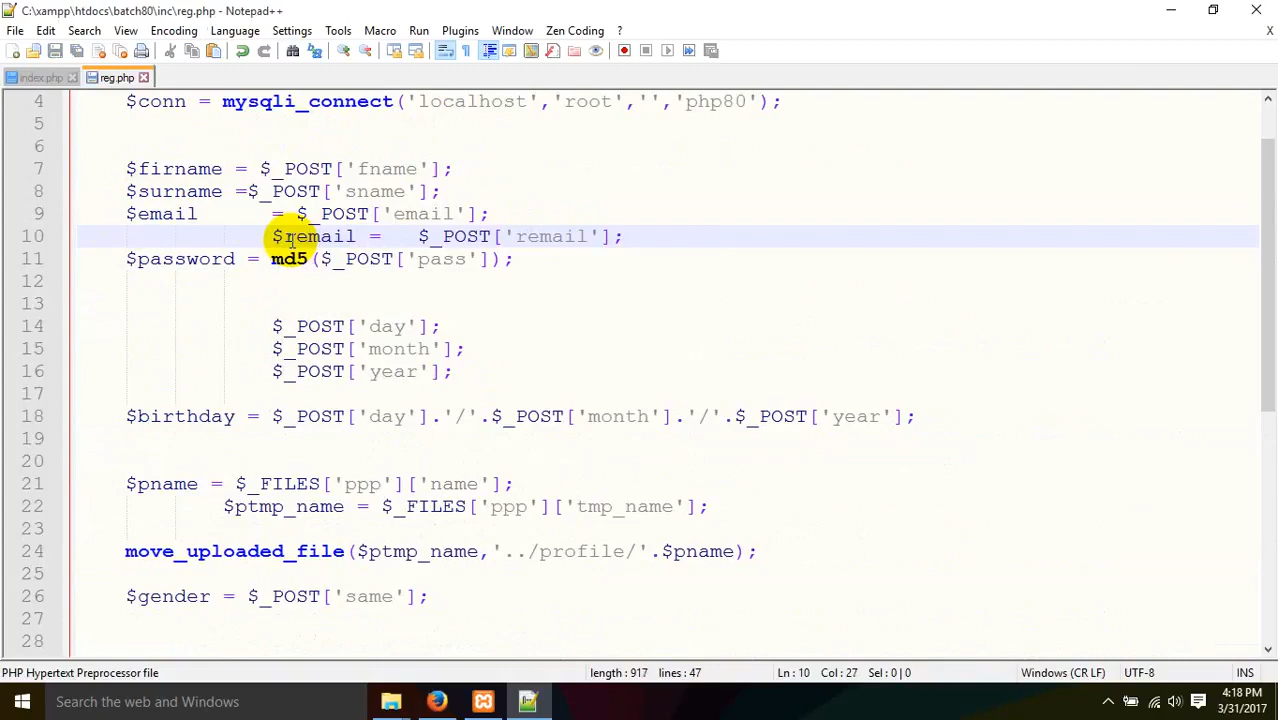 C:\xampp\htdocs\batch80\inc\reg.php - Notepad++
File Edit Search View Encoding Language Settings Tools Macro Run Plugins Window Zen Coding ? X
index.php reg.php
4 $conn = mysqli_connect('localhost','root','','php80');
5
6
7 $firname = $_POST['fname'];
8 $surname =$_POST['sname'];
9 $email = $_POST['email'];
10 $remail = $_POST['remail'];
11 $password = md5($_POST['pass']);
12
13
14 $_POST['day'];
15 $_POST['month'];
16 $_POST['year'];
17
18 $birthday = $_POST['day'].'/'.$_POST['month'].'/'.$_POST['year'];
19
20
21 $pname = $_FILES['ppp']['name'];
22 $ptmp_name = $_FILES['ppp']['tmp_name'];
23
24 move_uploaded_file($ptmp_name,'../profile/'.$pname);
25
26 $gender = $_POST['same'];
27
28
PHP Hypertext Preprocessor file length : 917 lines : 47 Ln : 10 Col : 27 Sel : 0 | 0 Windows (CR LF) UTF-8 INS
Search the web and Windows 4:18 PM
3/31/2017